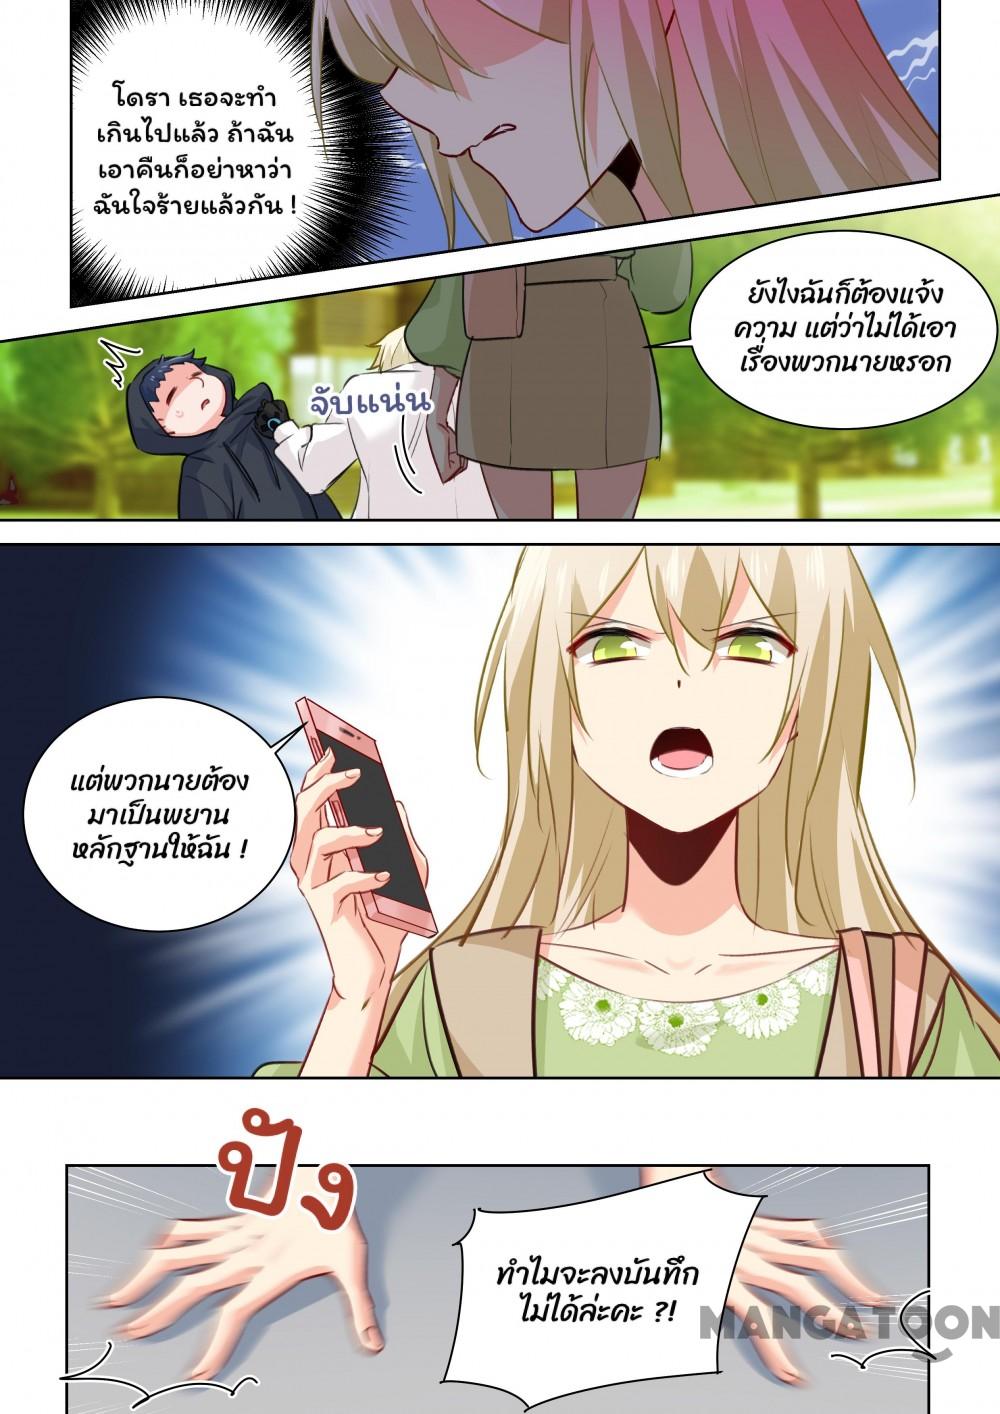 โดรา เธอจะทำ
เกินไปแล้ว ถ้าฉัน
เอาคืนก็อย่าหาว่า
ฉันใจร้ายแล้วกัน !
ยังไงฉันก็ต้องแจ้ง
ความ แต่ว่าไม่ได้เอา
เรื่องพวกนายหรอก
จับแน่น
แต่พวกนายต้อง
มาเป็นพยาน
หลักฐานให้ฉัน !
ปัง
ทำไมจะลงบันทึก
ไม่ได้ล่ะคะ ?!
MANGATOON